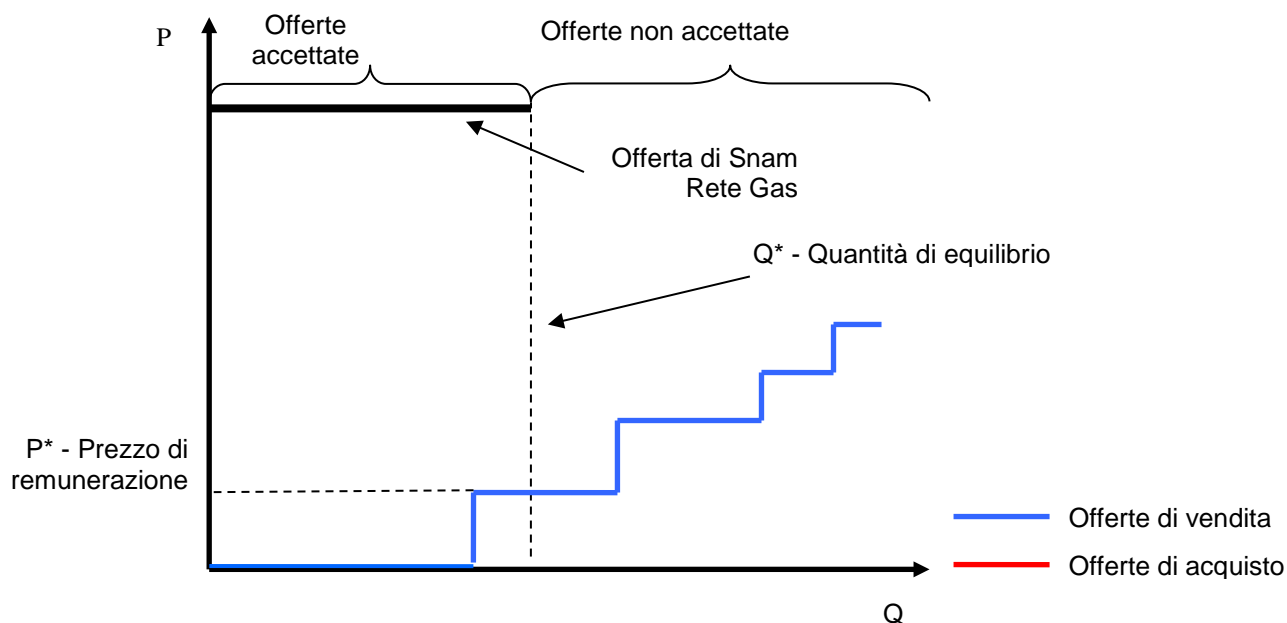 P
Offerte
accettate
Offerte non accettate
Offerta di Snam
Rete Gas
Q* - Quantità di equilibrio
P* - Prezzo di
remunerazione
Offerte di vendita
Offerte di acquisto
Q